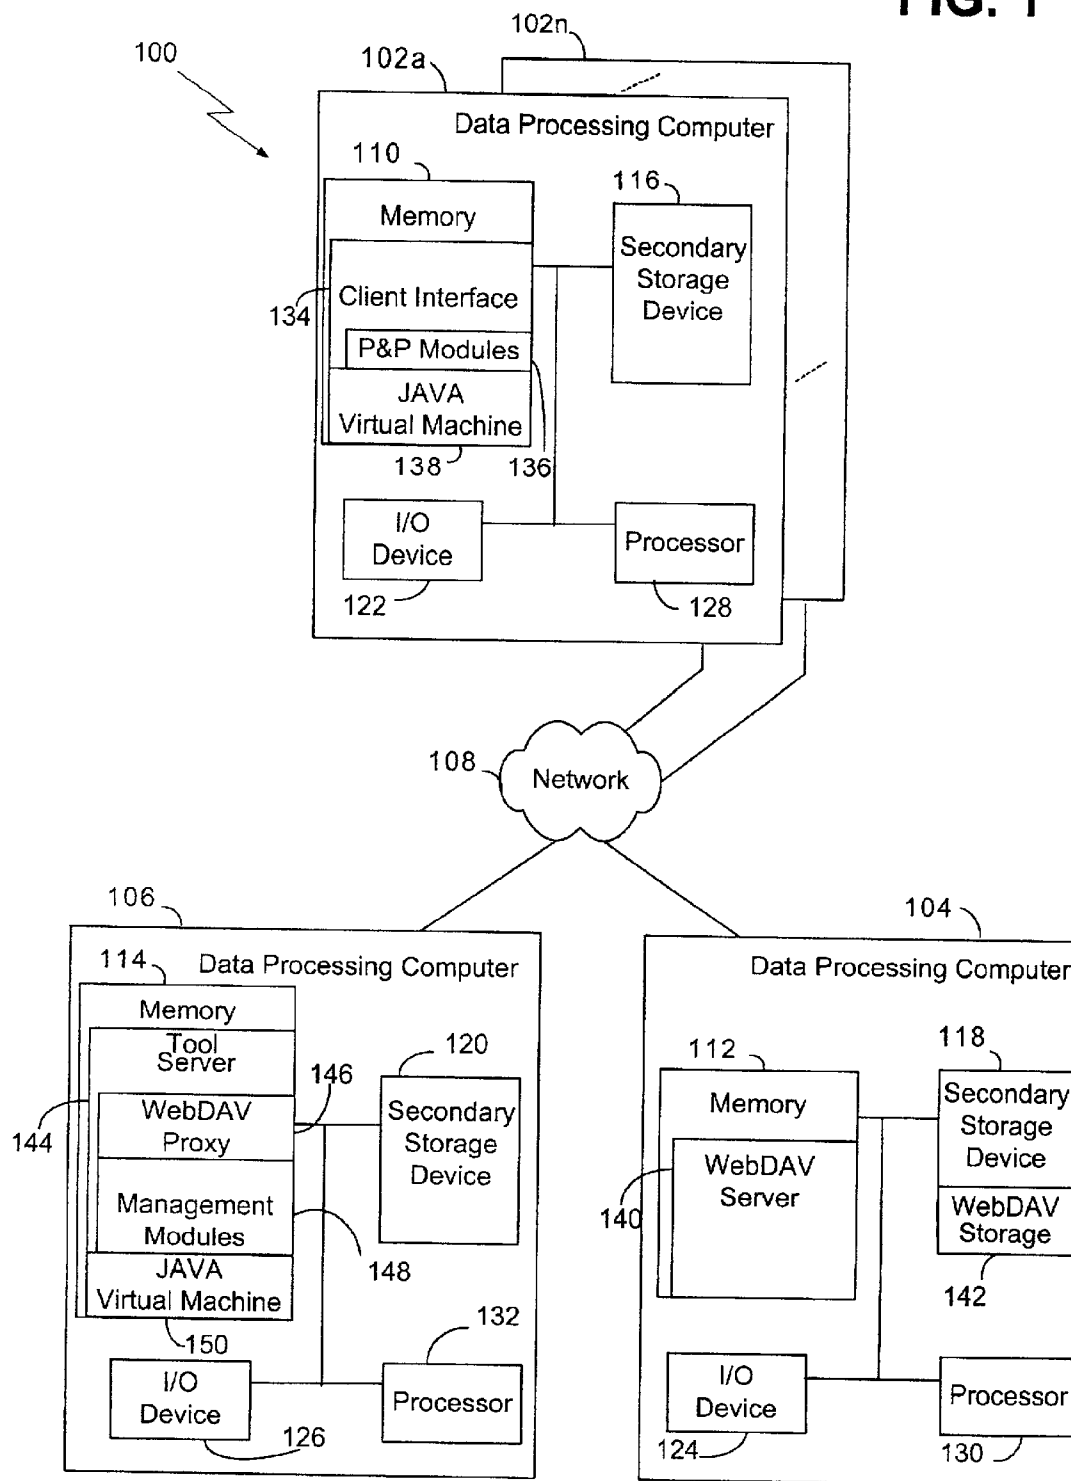 FIG. 1
102n
100
102a
Data Processing Computer
110
116
Memory
Secondary
Storage
Device
134
Client Interface
P&P Modules
JAVA
Virtual Machine
138
136
I/O
Device
Processor
122
128
108
Network
106
104
114
Data Processing Computer
Data Processing Computer
Memory
Tool
Server
120
112
118
146
144
WebDAV
Proxy
Secondary
Storage
Device
Memory
Secondary
Storage
Device
140
WebDAV
Server
Management
Modules
WebDAV
Storage
148
142
JAVA
Virtual Machine
150
132
I/O
Device
Processor
I/O
Device
Processor
126
124
130